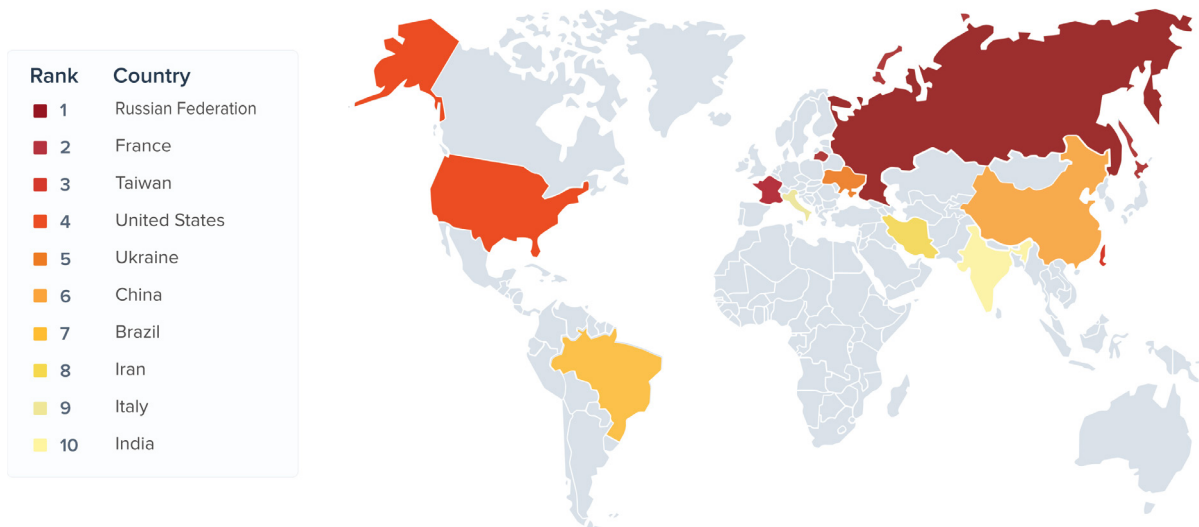 Rank Country
1 Russian Federation
2 France
3 Taiwan
4 United States
5 Ukraine
6 China
7 Brazil
8 Iran
9 Italy
10 India